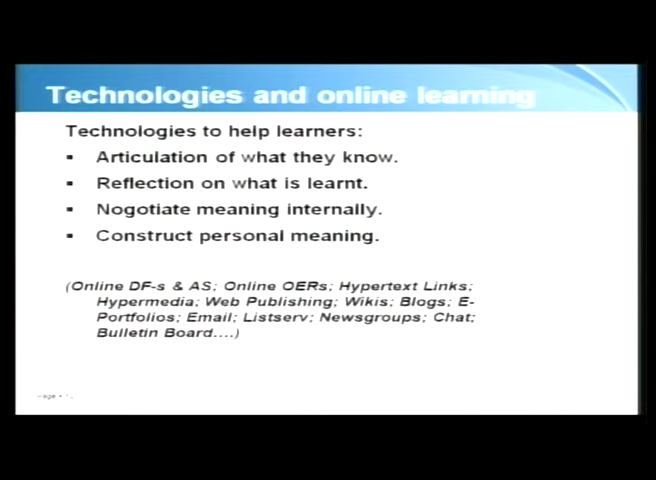 Technologies and online learning
Technologies to help learners:
▪ Articulation of what they know.
▪ Reflection on what is learnt.
▪ Nogotiate meaning internally.
▪ Construct personal meaning.
(Online DF-s & AS; Online OERs; Hypertext Links;
Hypermedia; Web Publishing; Wikis; Blogs; E-
Portfolios; Email; Listserv; Newsgroups; Chat;
Bulletin Board....)